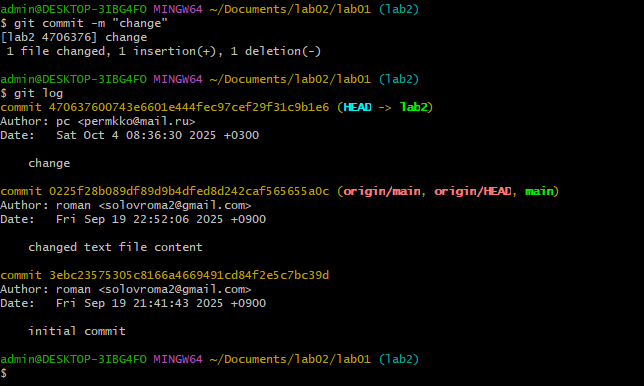 admin@DESKTOP-3IBG4FO MINGW64 ~/Documents/lab02/lab01 (lab2)
$ git commit -m "change"
[lab2 4706376] change
1 file changed, 1 insertion(+), 1 deletion(-)
admin@DESKTOP-3IBG4FO MINGW64 ~/Documents/lab02/lab01 (lab2)
$ git log
commit 470637600743e6601e444fec97cef29f31c9b1e6 (HEAD -> lab2)
Author: pc <permkko@mail.ru>
Date:   Sat Oct 4 08:36:30 2025 +0300
change
commit 0225f28b089df89d9b4dfed8d242caf565655a0c (origin/main, origin/HEAD, main)
Author: roman <solovroma2@gmail.com>
Date:   Fri Sep 19 22:52:06 2025 +0900
changed text file content
commit 3ebc23575305c8166a4669491cd84f2e5c7bc39d
Author: roman <solovroma2@gmail.com>
Date:   Fri Sep 19 21:41:43 2025 +0900
initial commit
admin@DESKTOP-3IBG4FO MINGW64 ~/Documents/lab02/lab01 (lab2)
$